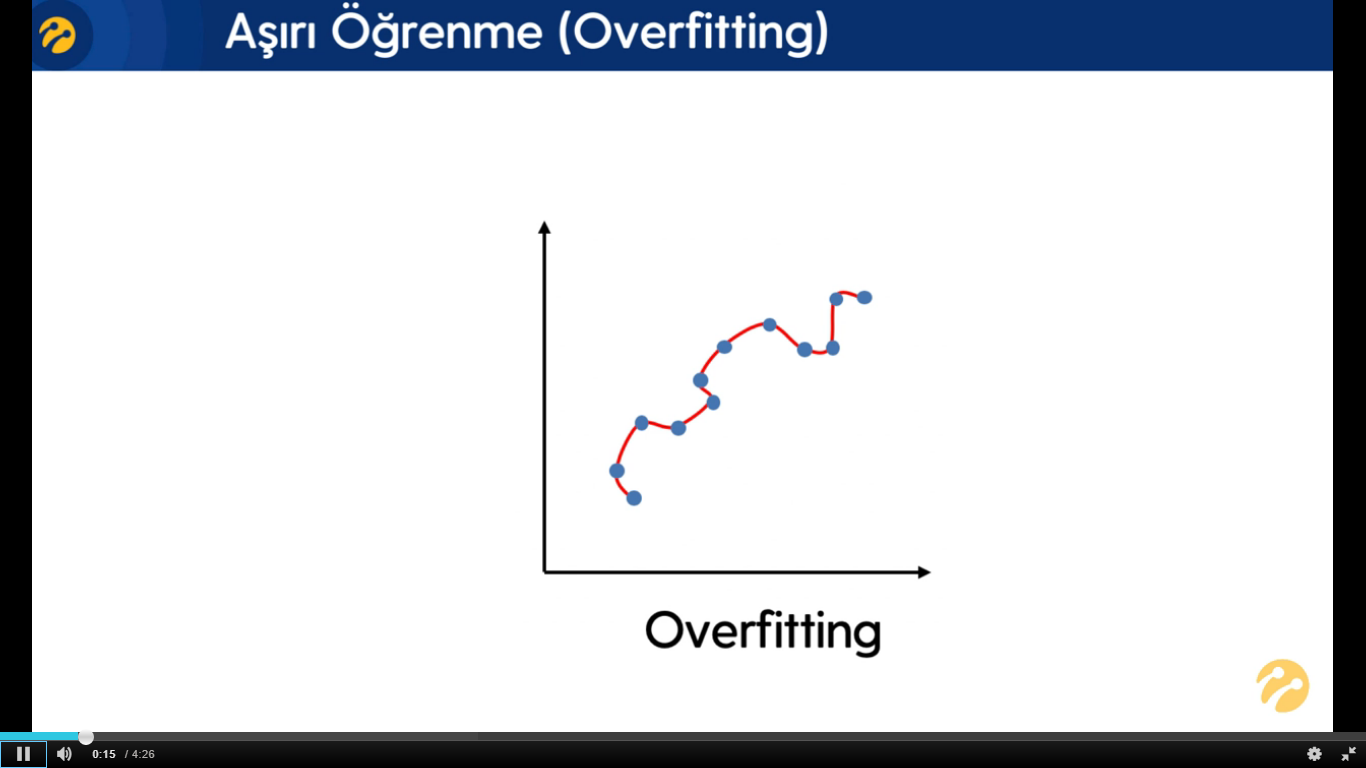 Aşırı Öğrenme (Overfitting)
Overfitting
0:15 / 4:26